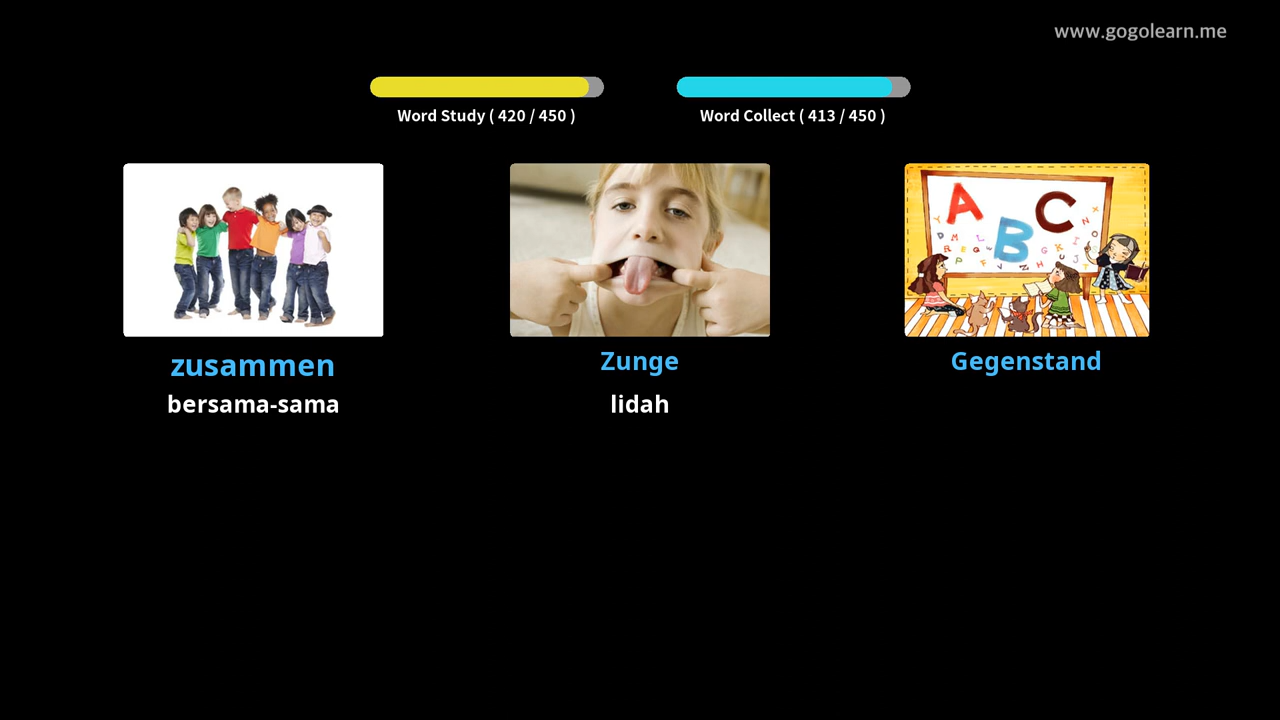 www.gogolearn.me
Word Study ( 420 / 450 )
Word Collect ( 413 / 450 )
A B C
zusammen
Zunge
Gegenstand
bersama-sama
lidah